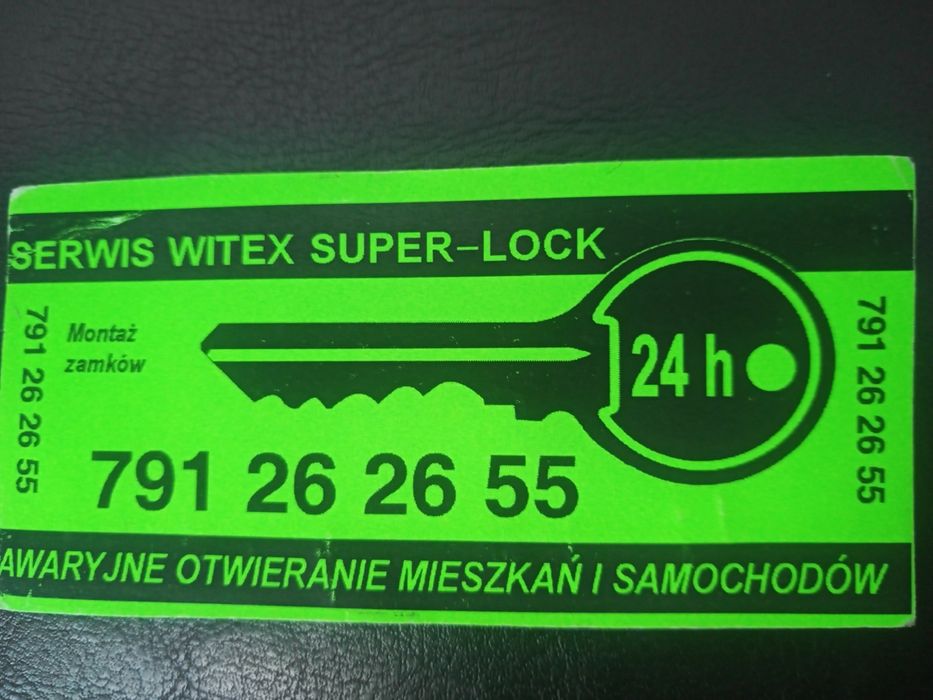 SERWIS WITEX SUPER–LOCK
791 26 26 55
Montaż
zamków
24 h
791 26 26 55
791 26 26 55
AWARYJNE OTWIERANIE MIESZKAŃ I SAMOCHODÓW